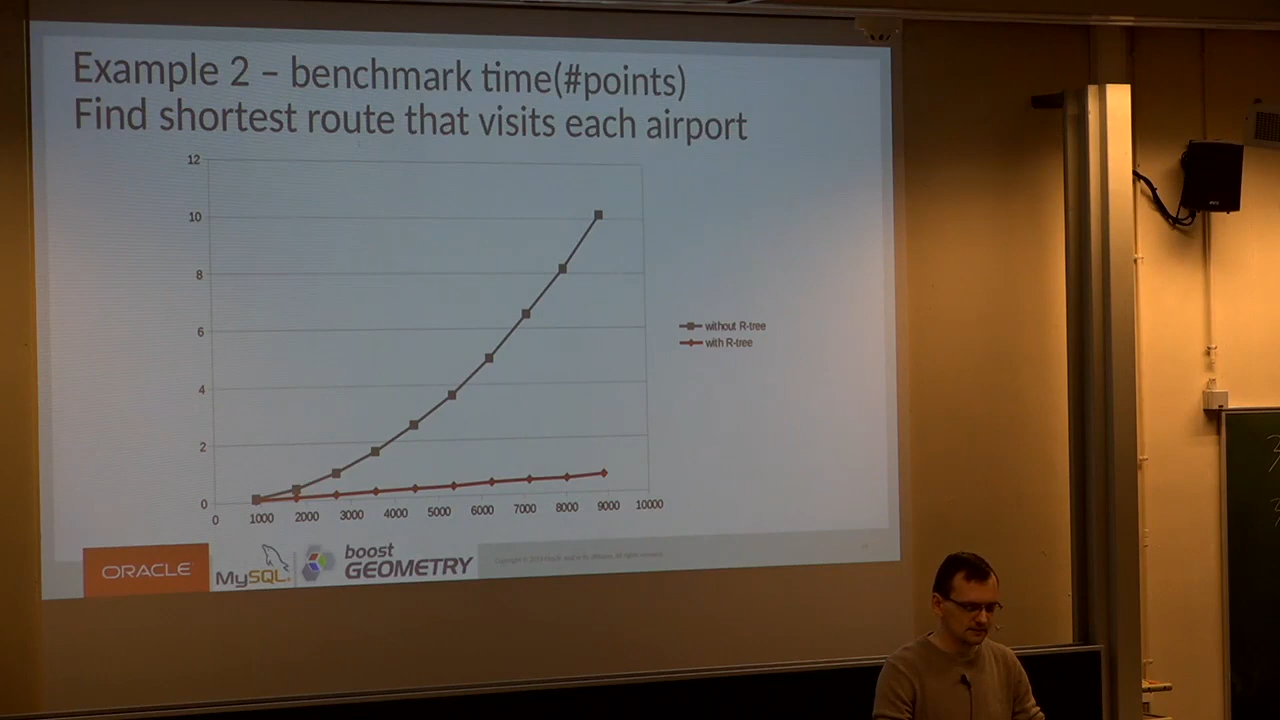 Example 2 – benchmark time(#points)
Find shortest route that visits each airport
12
10
8
6
4
2
0
0 1000 2000 3000 4000 5000 6000 7000 8000 9000 10000
without R-tree
with R-tree
ORACLE
MySQL
boost
GEOMETRY